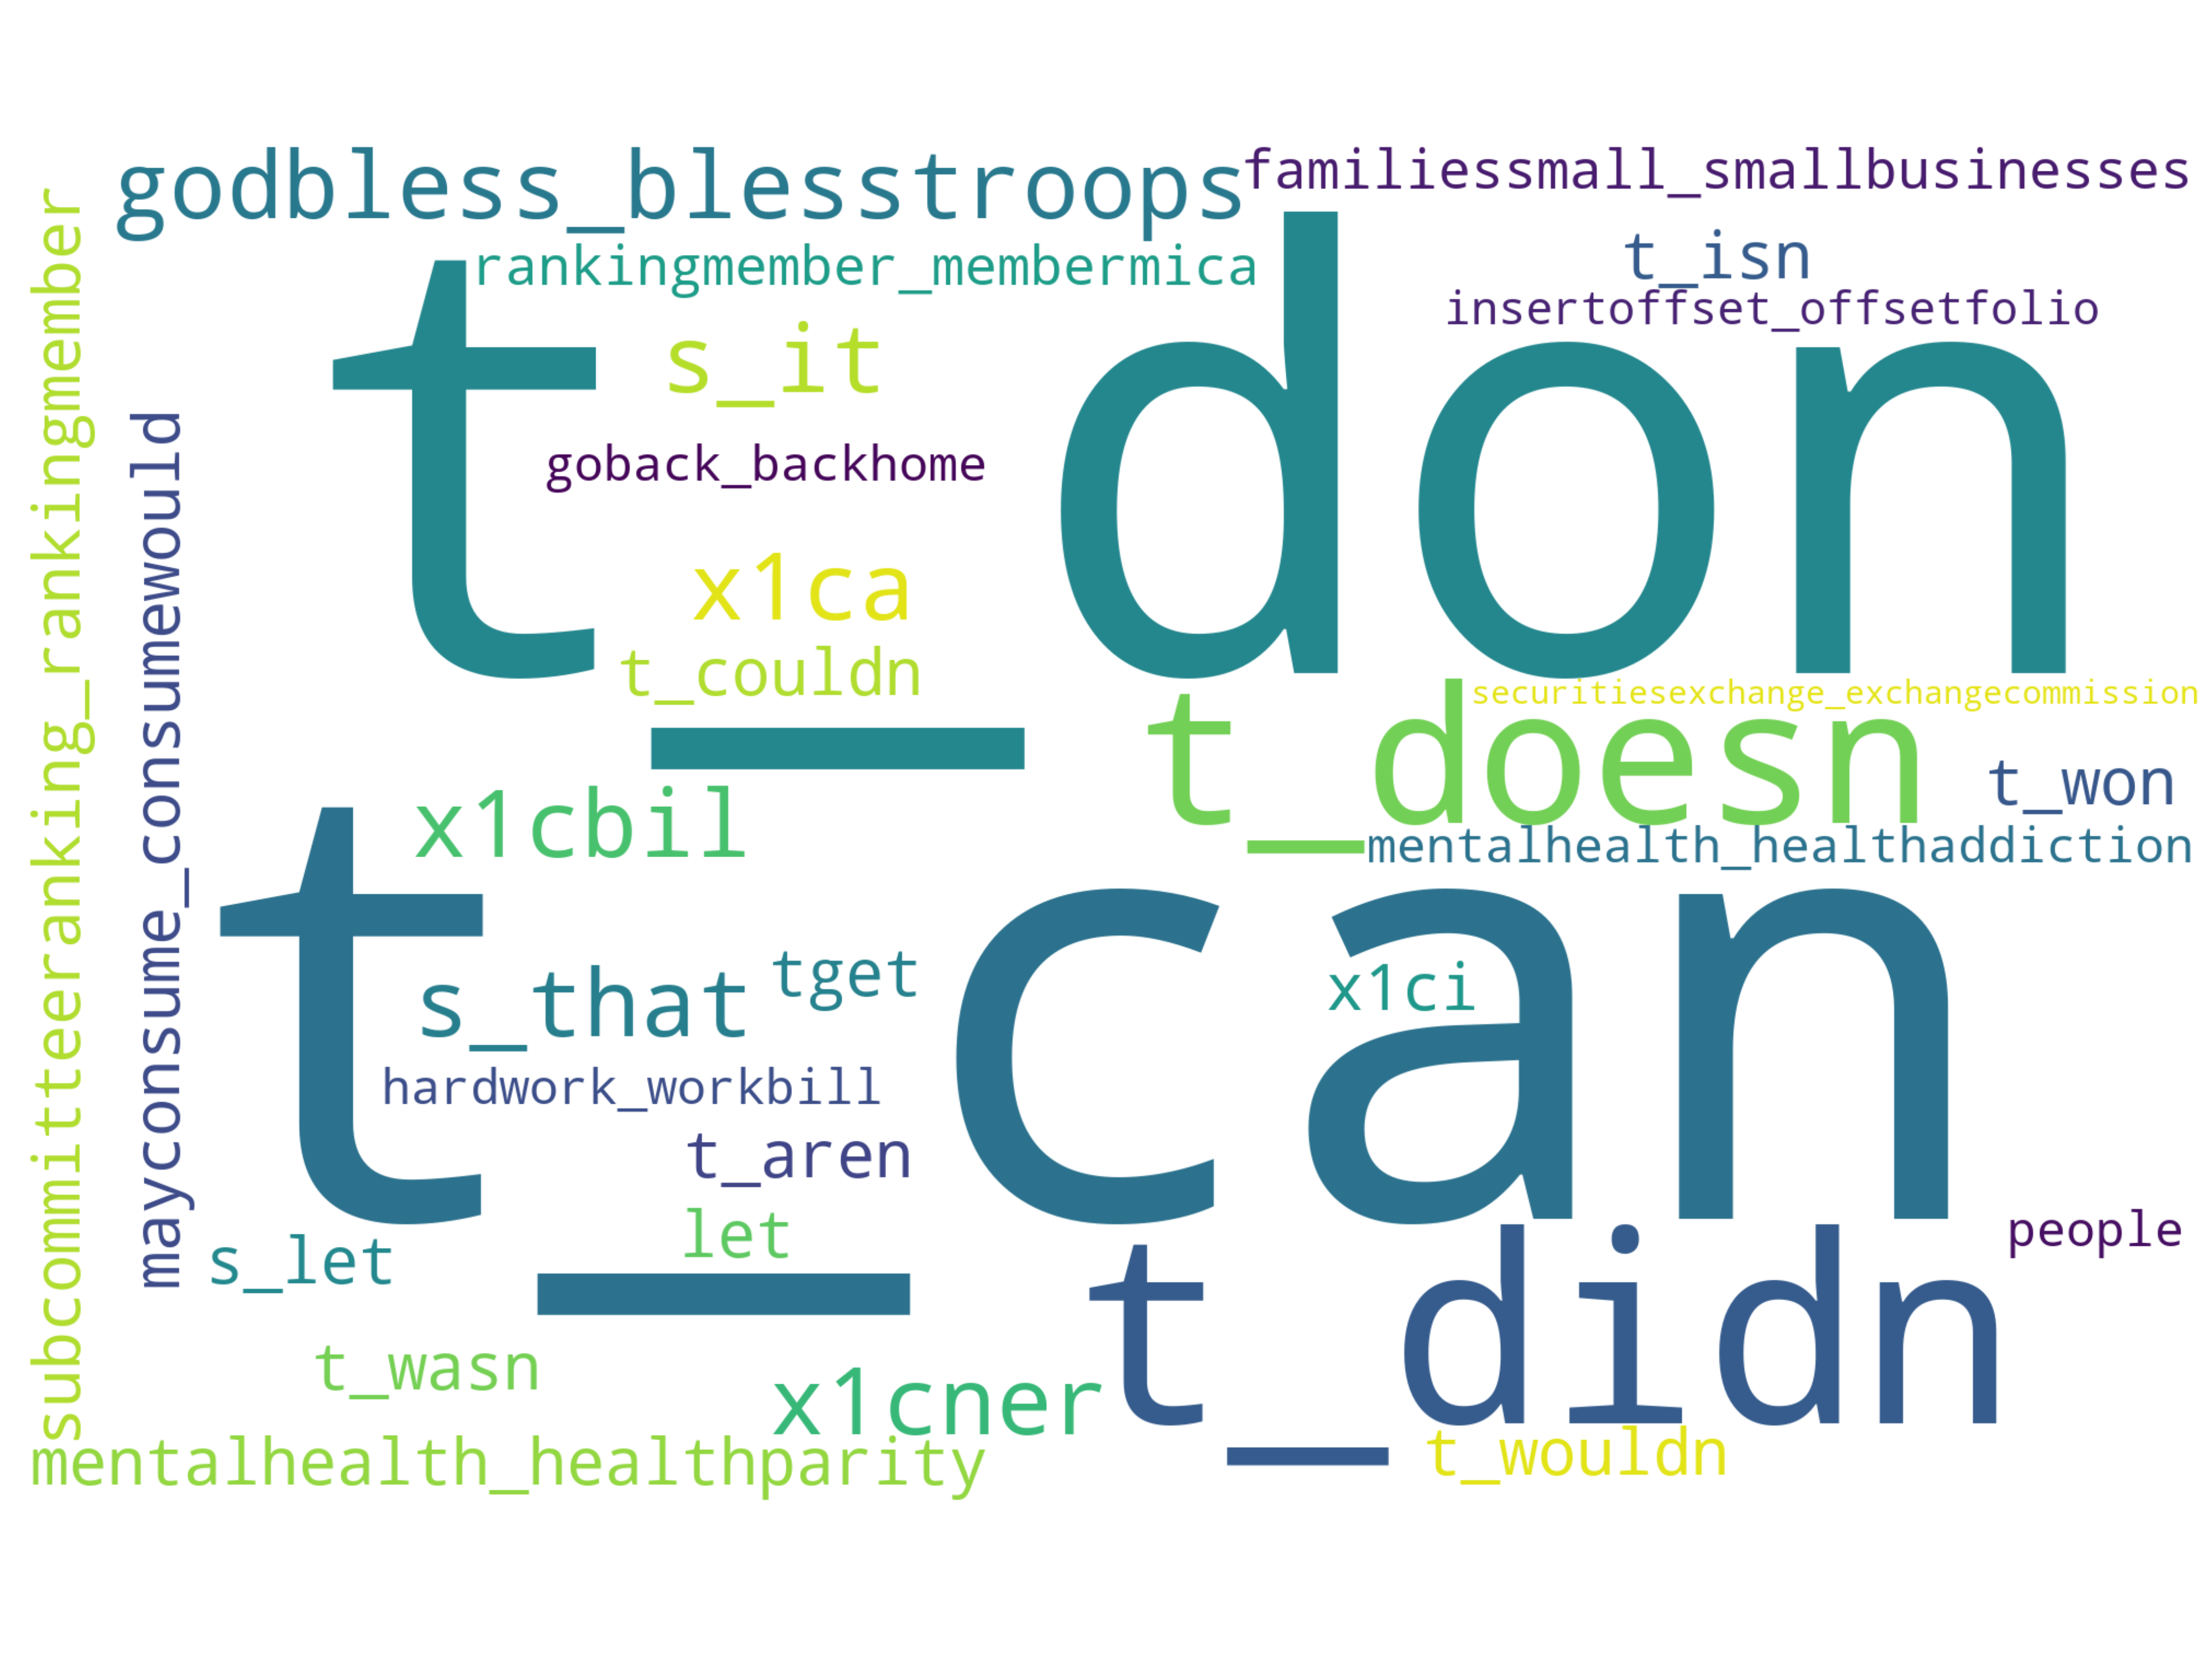 godbless_blesstroops
familiessmall_smallbusinesses
rankingmember_membermica
t_isn
insertoffset_offsetfolio
t_don
s_it
goback_backhome
x1ca
t_couldn
securitiesexchange_exchangecommission
t_doesn
t_won
x1cbil
mentalhealth_healthaddiction
t_can
s_that
tget
x1ci
hardwork_workbill
t_aren
let
people
s_let
t_didn
t_wasn
x1cner
t_wouldn
mentalhealth_healthparity
subcommitteeranking_rankingmember
mayconsume_consumewould